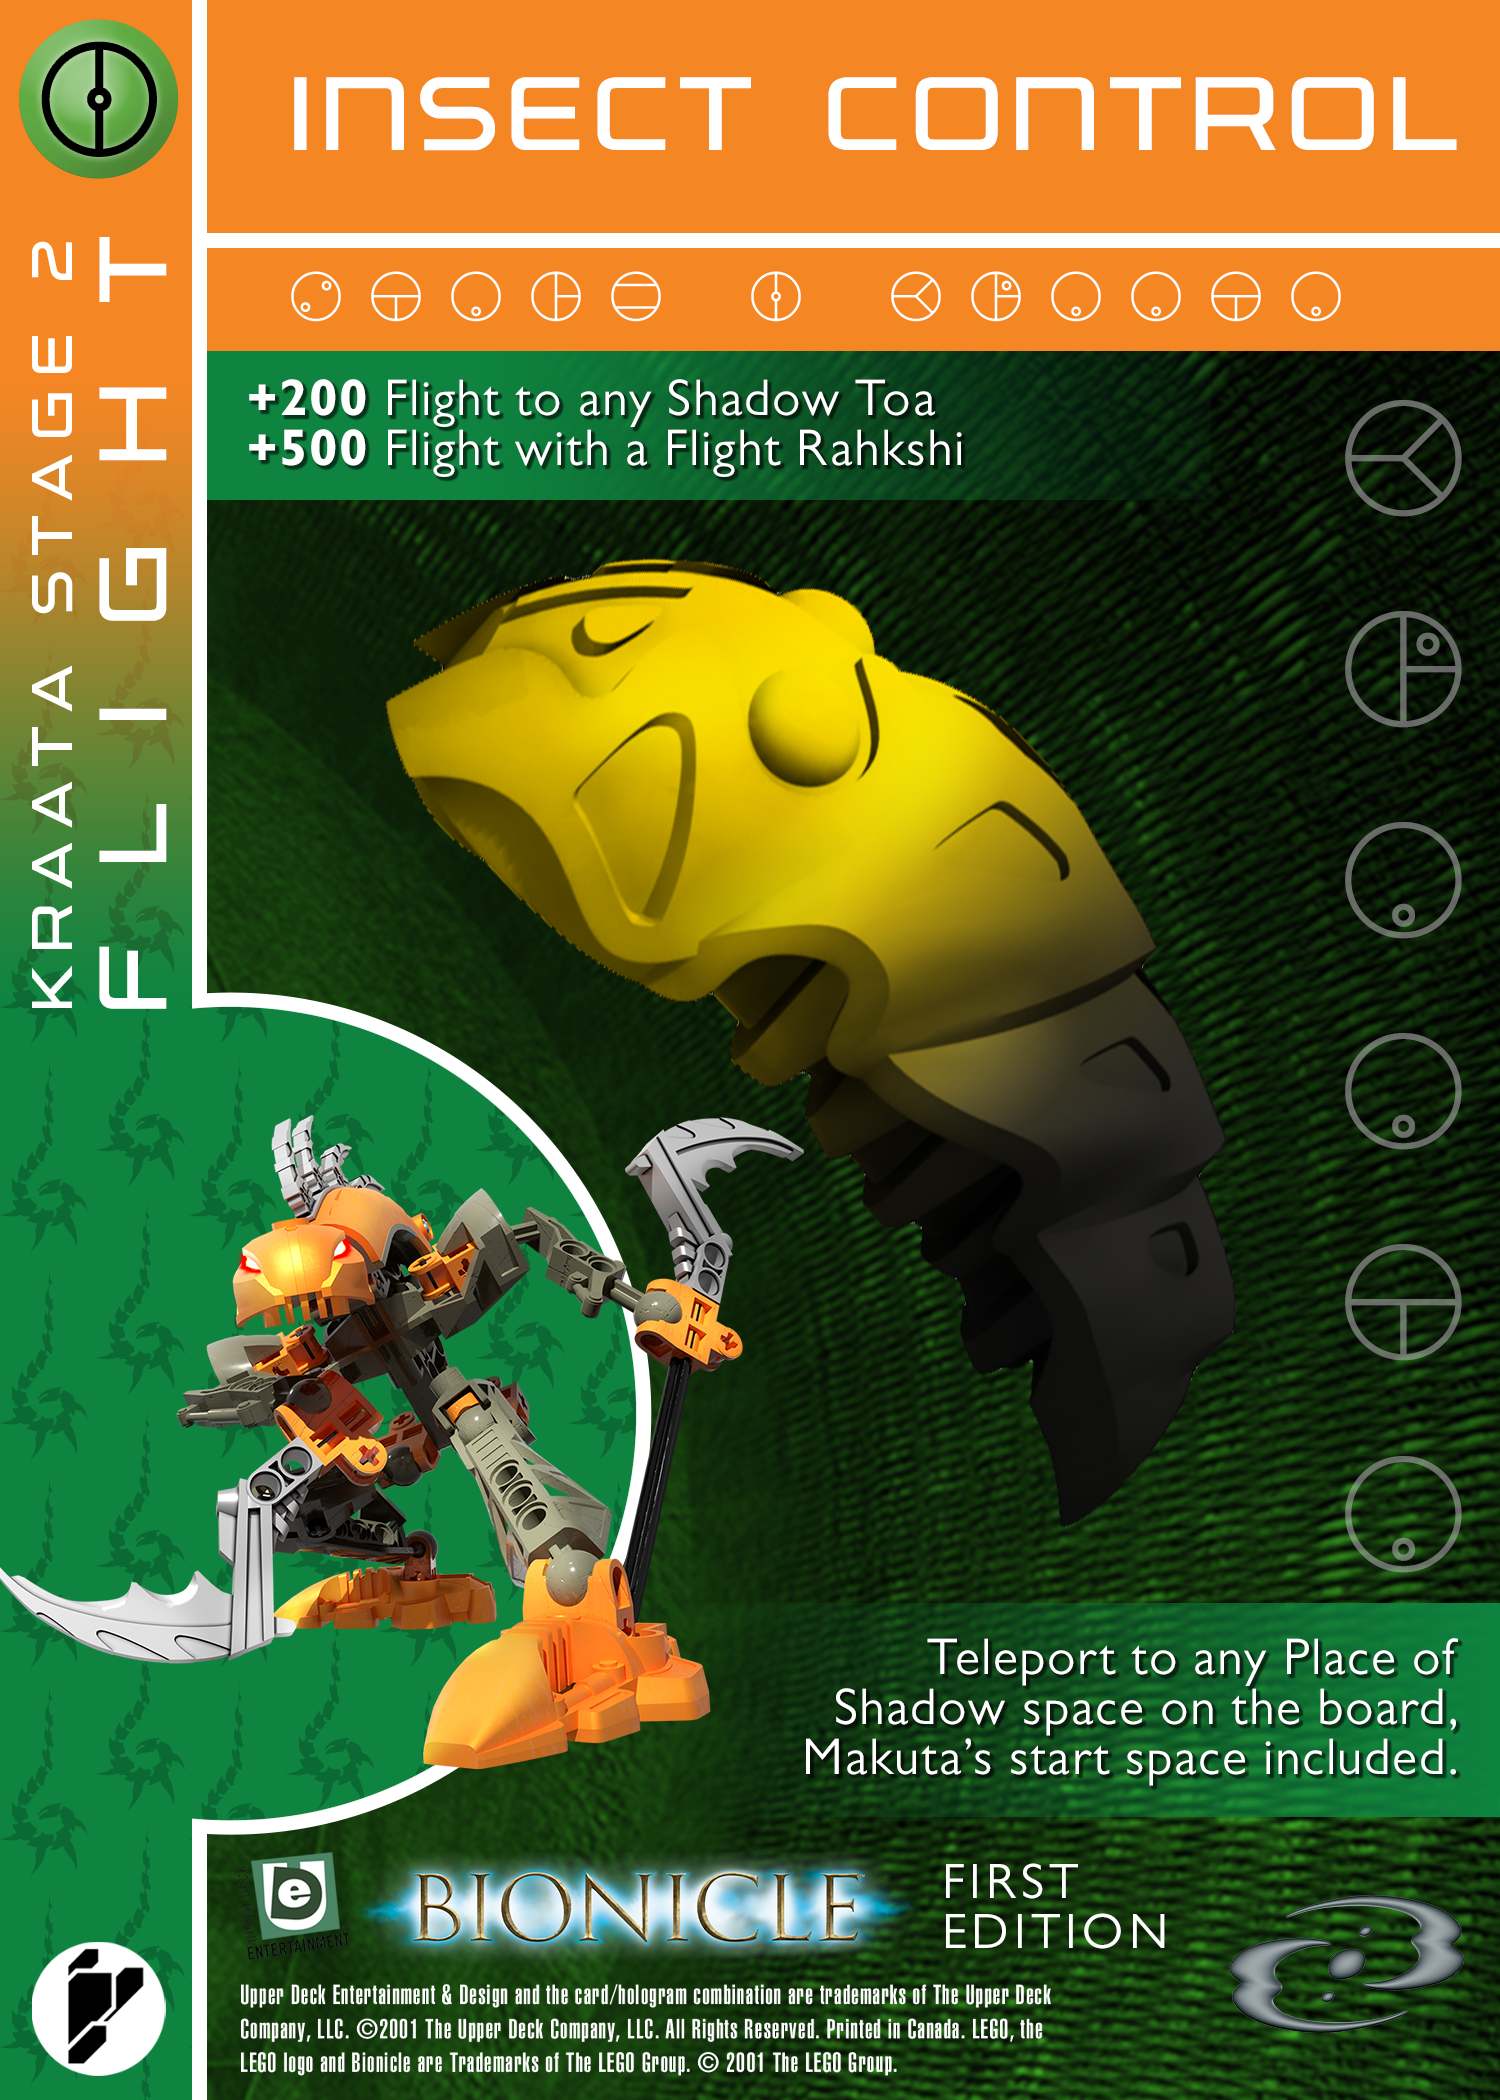 INSECT CONTROL
KRAATA STAGE 2
FLIGHT
+200 Flight to any Shadow Toa
+500 Flight with a Flight Rahkshi
Teleport to any Place of
Shadow space on the board,
Makuta's start space included.
e
ENTERTAINMENT
BIONICLE
FIRST
EDITION
Upper Deck Entertainment & Design and the card/hologram combination are trademarks of The Upper Deck
Company, LLC. ©2001 The Upper Deck Company, LLC. All Rights Reserved. Printed in Canada. LEGO, the
LEGO logo and Bionicle are Trademarks of The LEGO Group. © 2001 The LEGO Group.